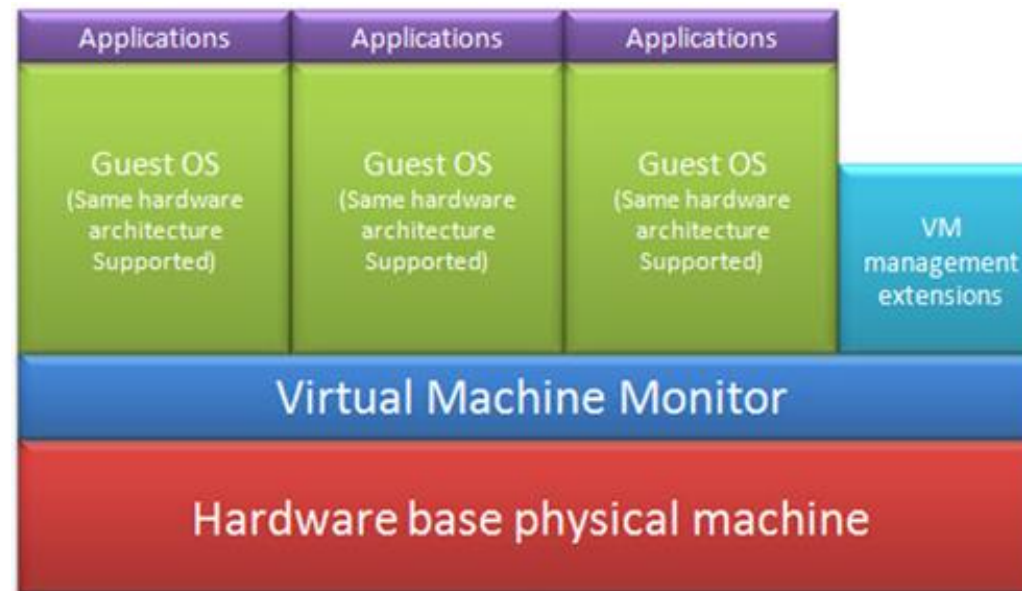 Applications
Applications
Applications
Guest OS
(Same hardware
architecture
Supported)
Guest OS
(Same hardware
architecture
Supported)
Guest OS
(Same hardware
architecture
Supported)
VM
management
extensions
Virtual Machine Monitor
Hardware base physical machine